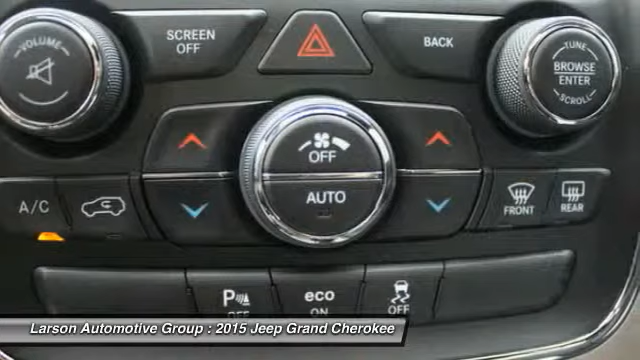 VOLUME
SCREEN
OFF
BACK
TUNE
BROWSE
ENTER
SCROLL
OFF
AUTO
A/C
FRONT
REAR
P
OFF
eco
ON
OFF
Larson Automotive Group : 2015 Jeep Grand Cherokee